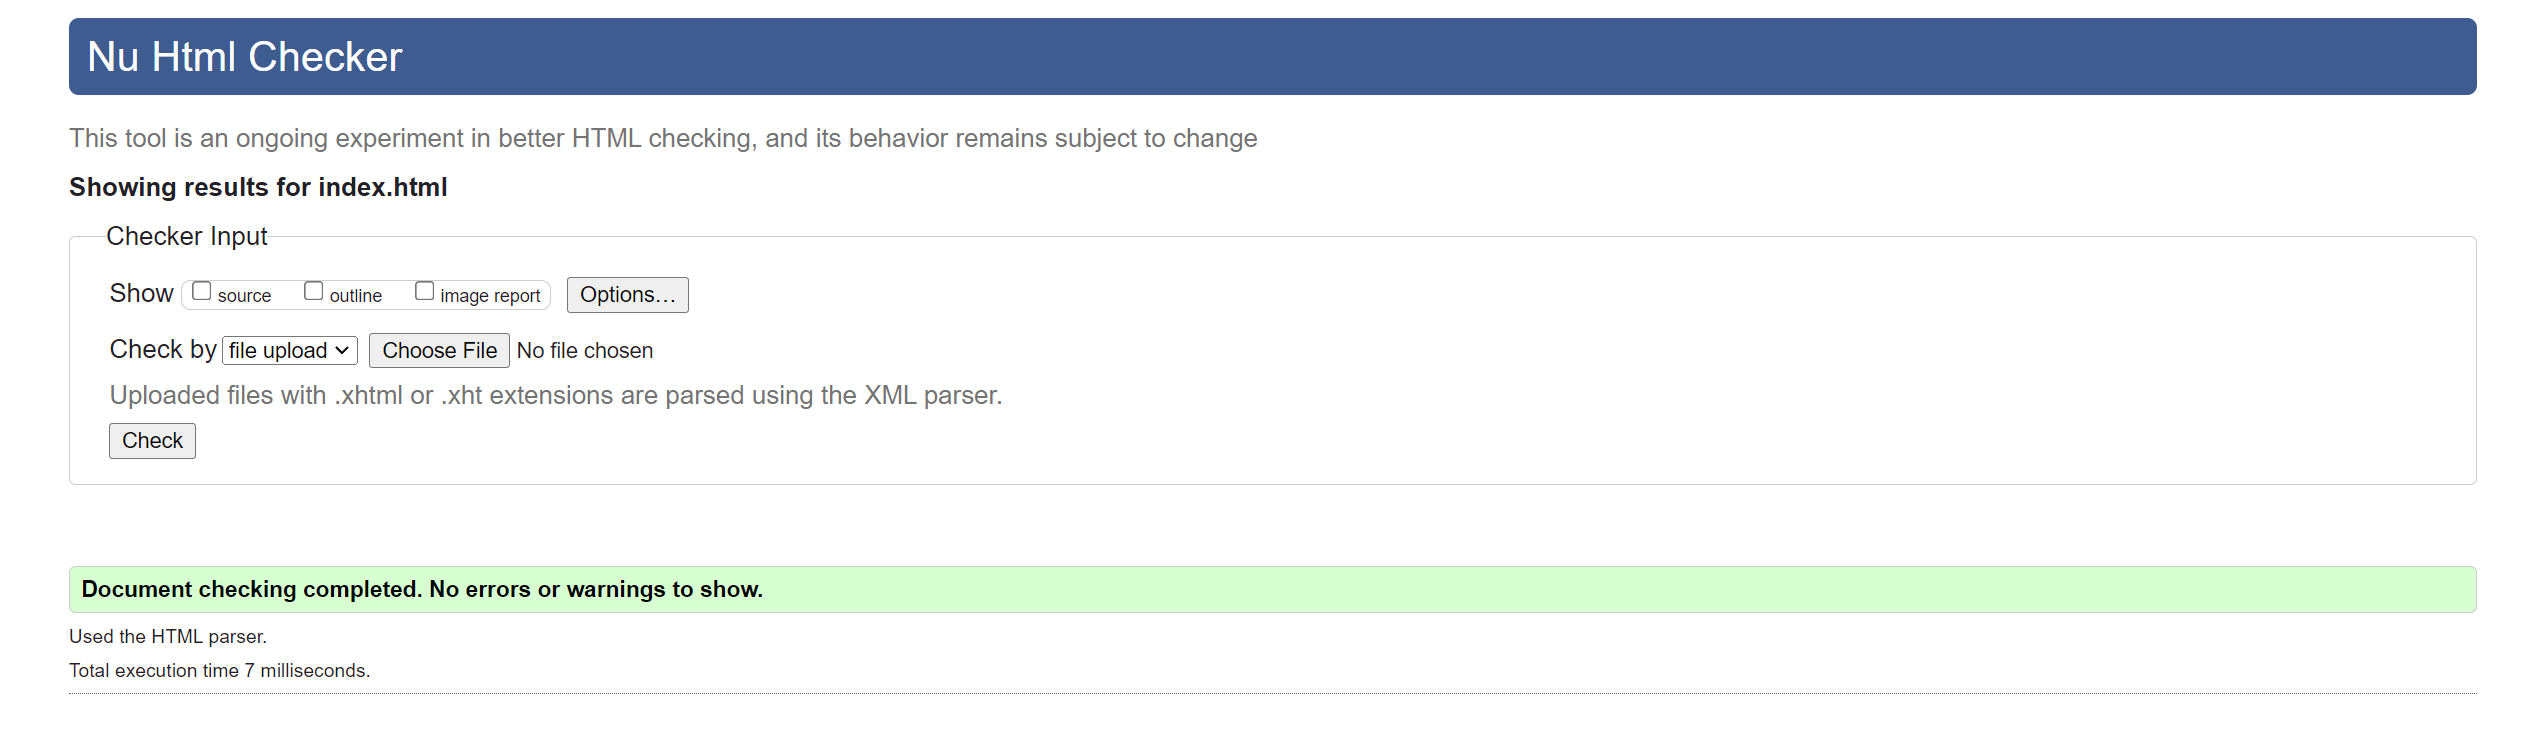 Nu Html Checker
This tool is an ongoing experiment in better HTML checking, and its behavior remains subject to change
Showing results for index.html
Checker Input
Show source outline image report Options…
Check by file upload Choose File No file chosen
Uploaded files with .xhtml or .xht extensions are parsed using the XML parser.
Check
Document checking completed. No errors or warnings to show.
Used the HTML parser.
Total execution time 7 milliseconds.